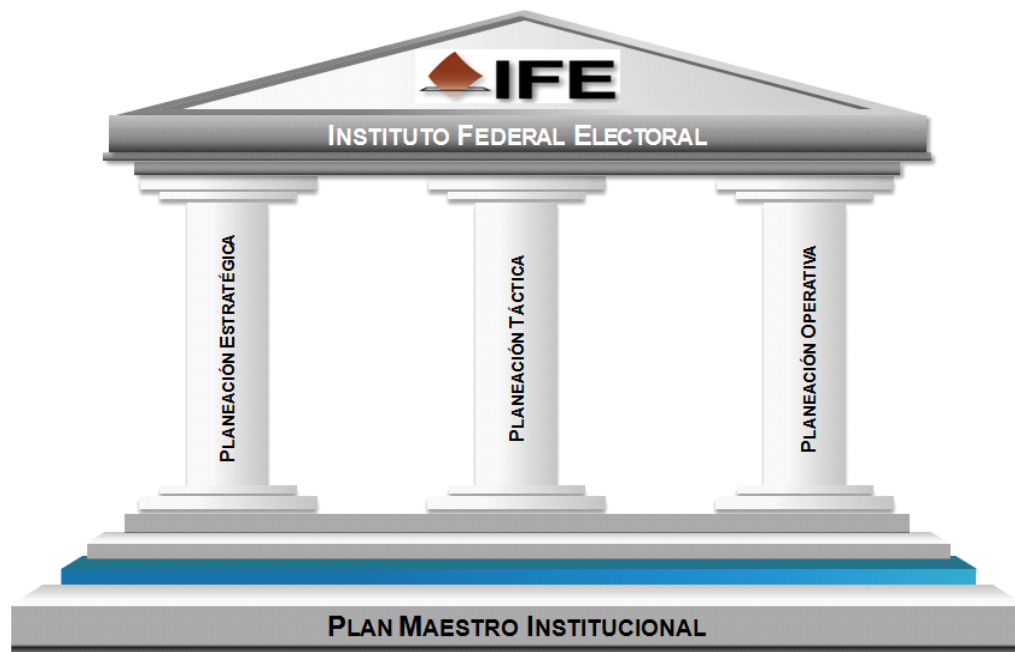 IFE
INSTITUTO FEDERAL ELECTORAL
PLANEACIÓN ESTRATÉGICA
PLANEACIÓN TÁCTICA
PLANEACIÓN OPERATIVA
PLAN MAESTRO INSTITUCIONAL